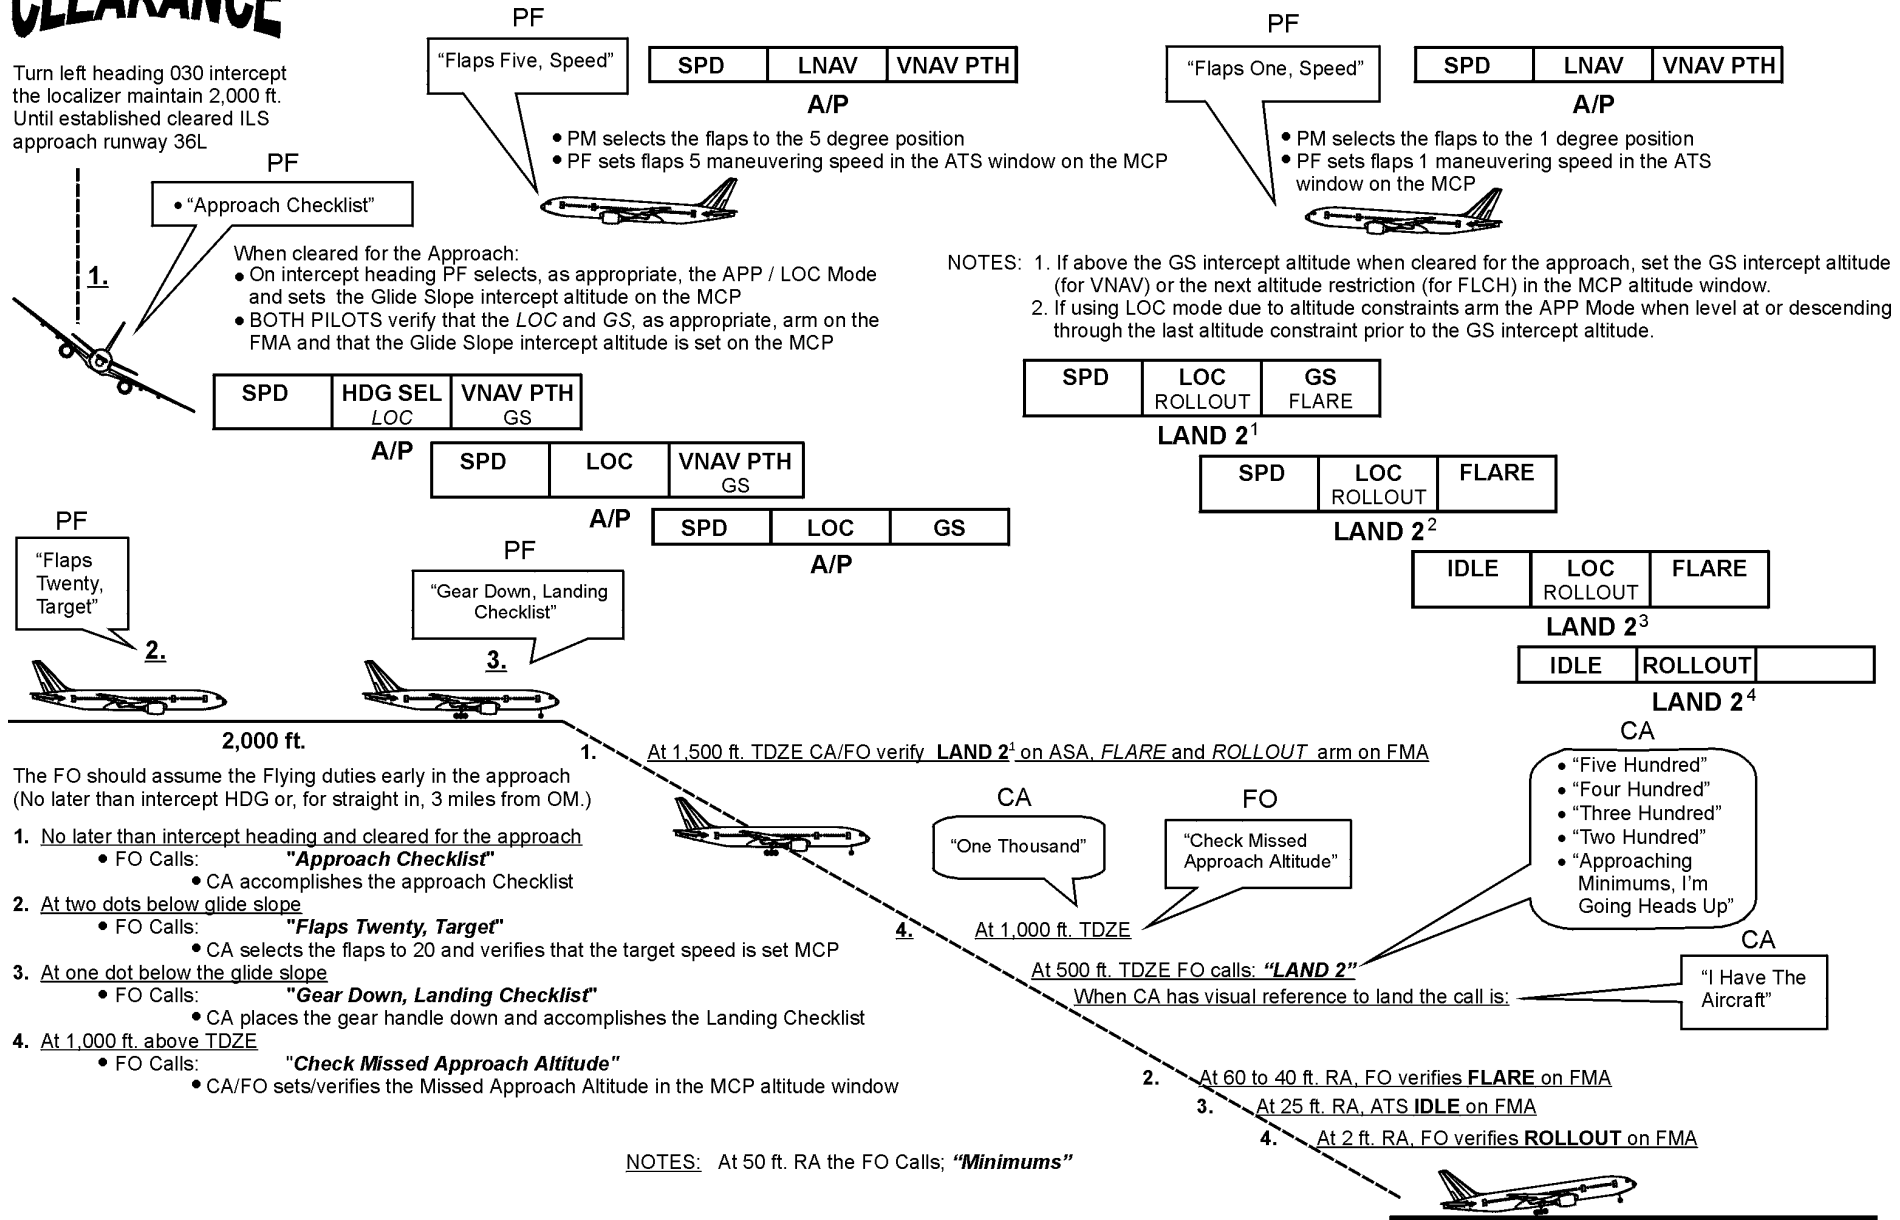 CLEARANCE
Turn left heading 030 intercept
the localizer maintain 2,000 ft.
Until established cleared ILS
approach runway 36L
PF
• “Approach Checklist”
1.
PF
“Flaps Five, Speed”
SPD LNAV VNAV PTH
A/P
• PM selects the flaps to the 5 degree position
• PF sets flaps 5 maneuvering speed in the ATS window on the MCP
PF
“Flaps One, Speed”
SPD LNAV VNAV PTH
A/P
• PM selects the flaps to the 1 degree position
• PF sets flaps 1 maneuvering speed in the ATS
window on the MCP
When cleared for the Approach:
• On intercept heading PF selects, as appropriate, the APP / LOC Mode
and sets the Glide Slope intercept altitude on the MCP
• BOTH PILOTS verify that the LOC and GS, as appropriate, arm on the
FMA and that the Glide Slope intercept altitude is set on the MCP
NOTES: 1. If above the GS intercept altitude when cleared for the approach, set the GS intercept altitude
(for VNAV) or the next altitude restriction (for FLCH) in the MCP altitude window.
2. If using LOC mode due to altitude constraints arm the APP Mode when level at or descending
through the last altitude constraint prior to the GS intercept altitude.
SPD HDG SEL VNAV PTH
LOC GS
A/P
SPD LOC VNAV PTH
GS
A/P
SPD LOC GS
A/P
SPD LOC GS
ROLLOUT FLARE
LAND 2¹
SPD LOC FLARE
ROLLOUT
LAND 2²
IDLE LOC FLARE
ROLLOUT
LAND 2³
IDLE ROLLOUT
LAND 2⁴
PF
“Flaps
Twenty,
Target”
2.
PF
“Gear Down, Landing
Checklist”
3.
2,000 ft.
The FO should assume the Flying duties early in the approach
(No later than intercept HDG or, for straight in, 3 miles from OM.)
1. No later than intercept heading and cleared for the approach
• FO Calls: "Approach Checklist"
• CA accomplishes the approach Checklist
2. At two dots below glide slope
• FO Calls: "Flaps Twenty, Target"
• CA selects the flaps to 20 and verifies that the target speed is set MCP
3. At one dot below the glide slope
• FO Calls: "Gear Down, Landing Checklist"
• CA places the gear handle down and accomplishes the Landing Checklist
4. At 1,000 ft. above TDZE
• FO Calls: "Check Missed Approach Altitude"
• CA/FO sets/verifies the Missed Approach Altitude in the MCP altitude window
1. At 1,500 ft. TDZE CA/FO verify LAND 2¹ on ASA, FLARE and ROLLOUT arm on FMA
CA
“One Thousand”
FO
“Check Missed
Approach Altitude”
4. At 1,000 ft. TDZE
CA
• “Five Hundred”
• “Four Hundred”
• “Three Hundred”
• “Two Hundred”
• “Approaching
Minimums, I’m
Going Heads Up”
At 500 ft. TDZE FO calls: “LAND 2”
When CA has visual reference to land the call is:
CA
“I Have The
Aircraft”
2. At 60 to 40 ft. RA, FO verifies FLARE on FMA
3. At 25 ft. RA, ATS IDLE on FMA
4. At 2 ft. RA, FO verifies ROLLOUT on FMA
NOTES: At 50 ft. RA the FO Calls; “Minimums”